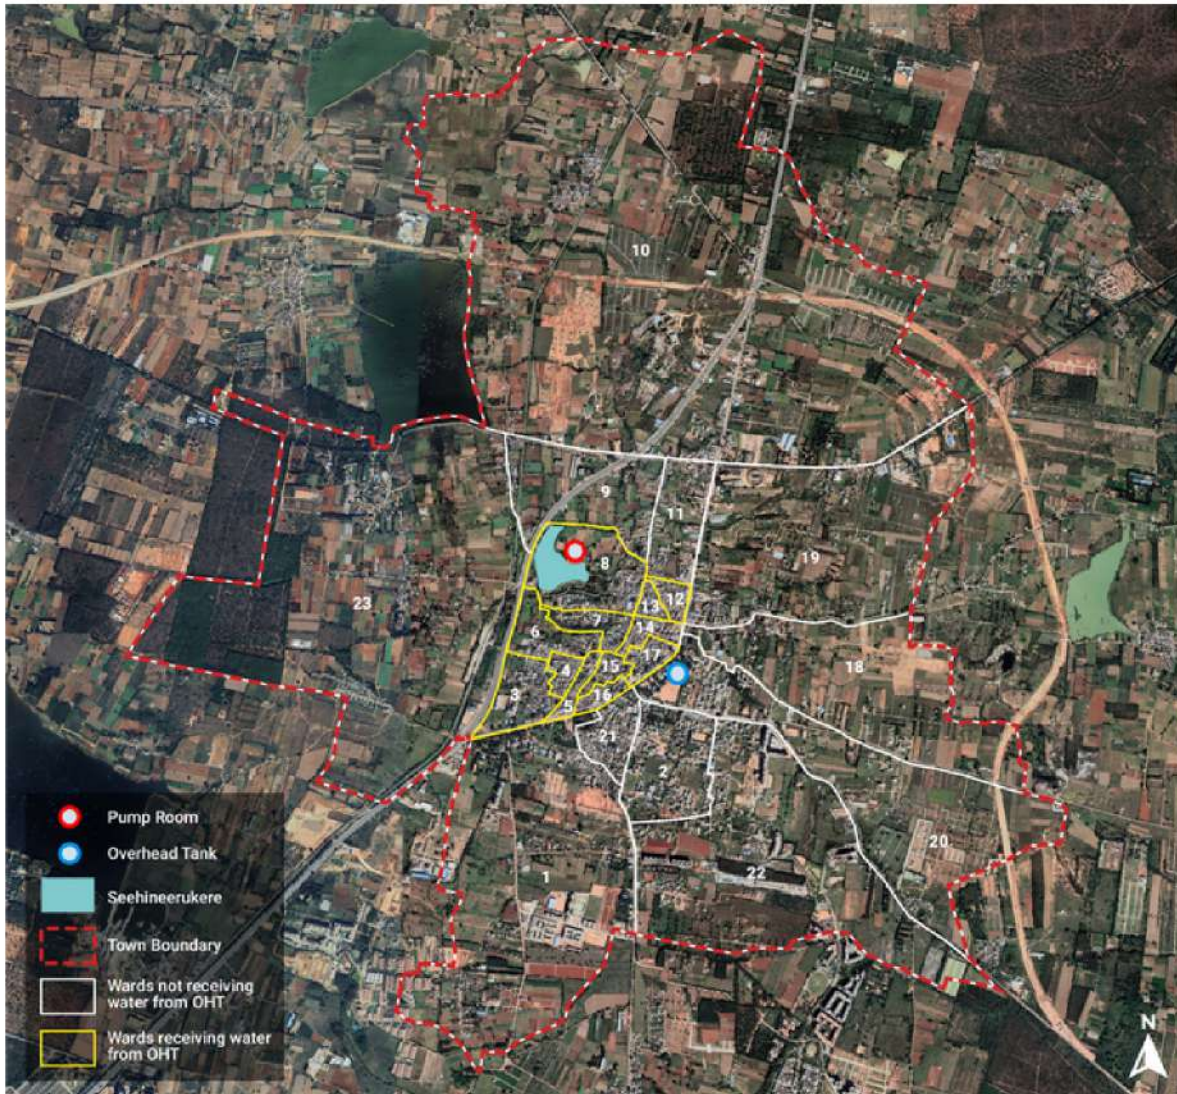 10
9
11
8
19
12
13
23
7
14
6
17
15
4
18
3
16
5
21
2
20
22
1
Pump Room
Overhead Tank
Seehineerukere
Town Boundary
Wards not receiving
water from OHT
Wards receiving water
from OHT
N